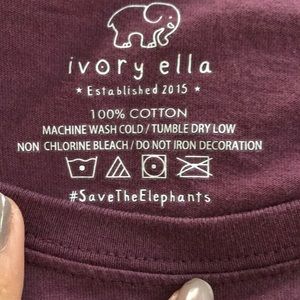 ivory ella
★ Established 2015 ★
100% COTTON
MACHINE WASH COLD / TUMBLE DRY LOW
NON CHLORINE BLEACH / DO NOT IRON DECORATION
#SaveTheElephants